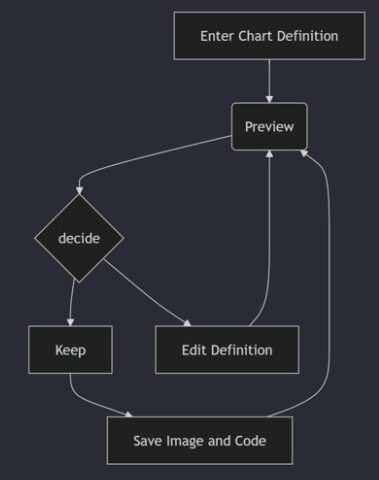 Enter Chart Definition
Preview
decide
Keep
Edit Definition
Save Image and Code